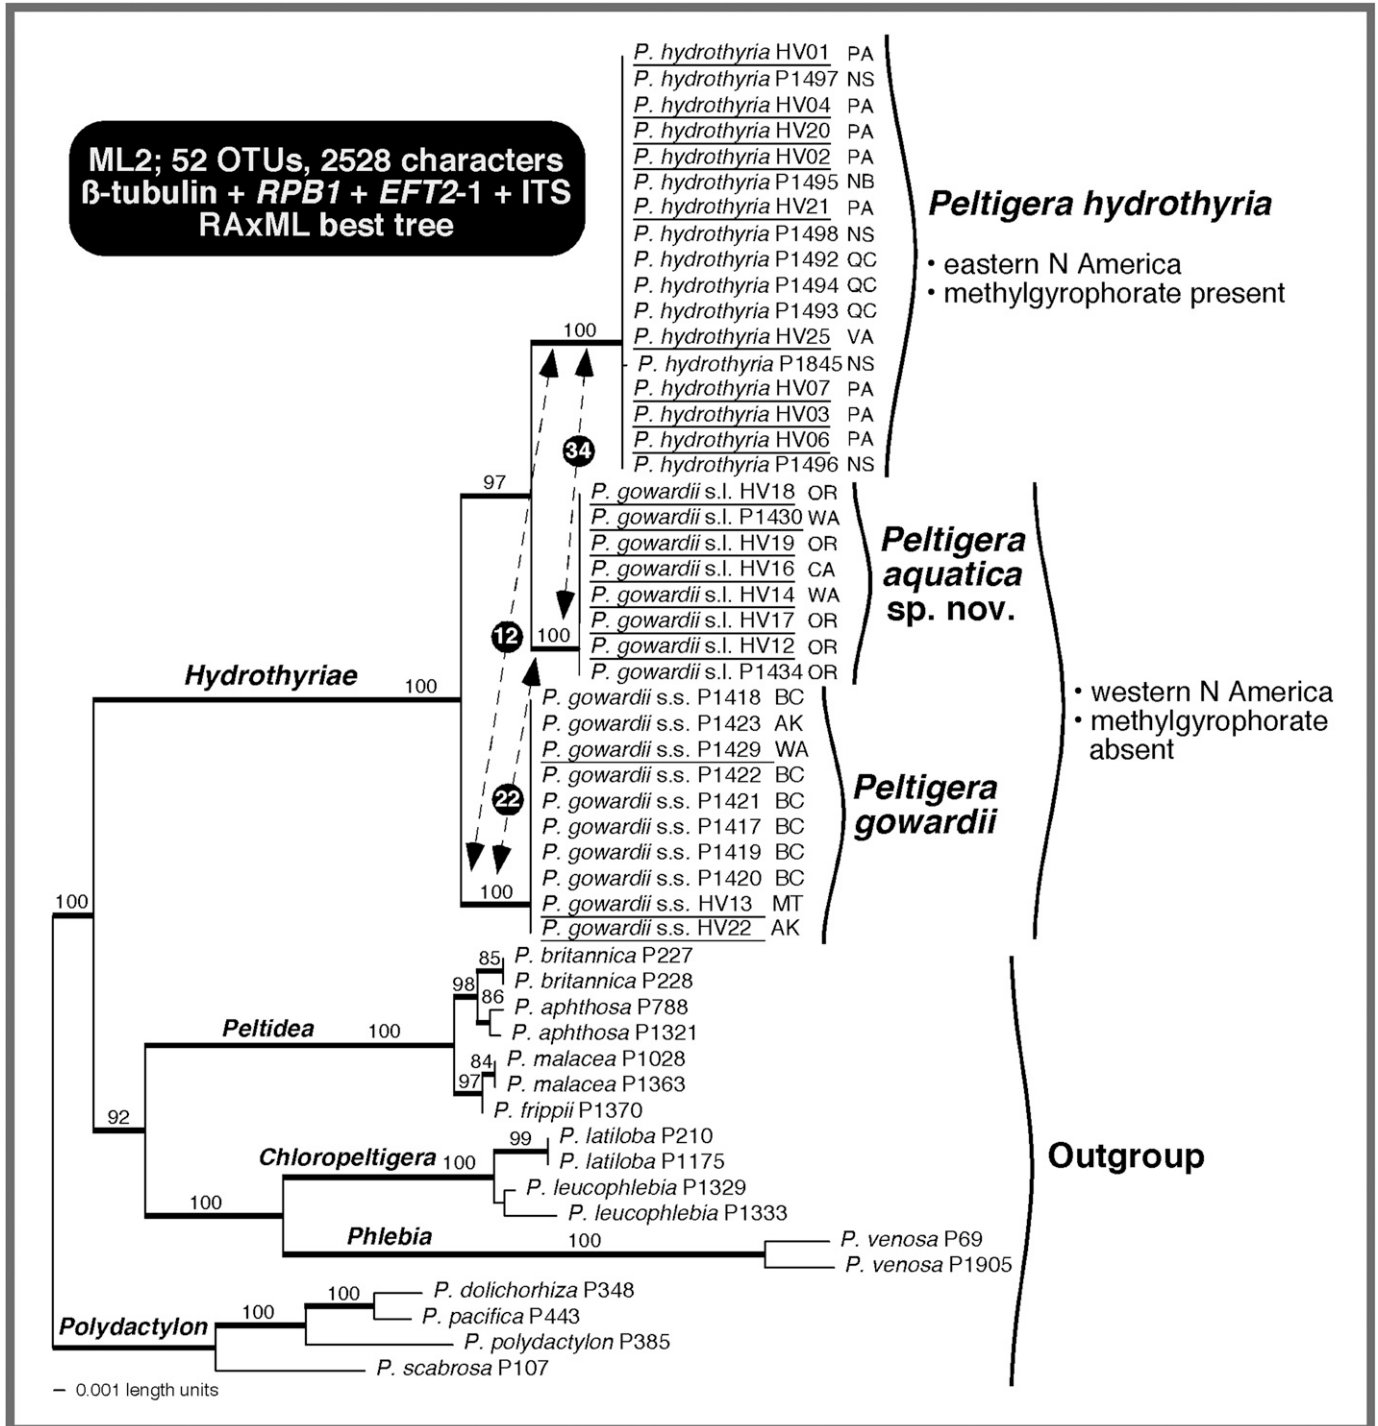 ML2; 52 OTUs, 2528 characters
ß-tubulin + RPB1 + EFT2-1 + ITS
RAxML best tree
P. hydrothyria HV01 PA
P. hydrothyria P1497 NS
P. hydrothyria HV04 PA
P. hydrothyria HV20 PA
P. hydrothyria HV02 PA
P. hydrothyria P1495 NB
P. hydrothyria HV21 PA
P. hydrothyria P1498 NS
P. hydrothyria P1492 QC
P. hydrothyria P1494 QC
P. hydrothyria P1493 QC
P. hydrothyria HV25 VA
P. hydrothyria P1845 NS
P. hydrothyria HV07 PA
P. hydrothyria HV03 PA
P. hydrothyria HV06 PA
P. hydrothyria P1496 NS
Peltigera hydrothyria
• eastern N America
• methylgyrophorate present
100
34
97
P. gowardii s.l. HV18 OR
P. gowardii s.l. P1430 WA
P. gowardii s.l. HV19 OR
P. gowardii s.l. HV16 CA
P. gowardii s.l. HV14 WA
P. gowardii s.l. HV17 OR
P. gowardii s.l. HV12 OR
P. gowardii s.l. P1434 OR
Peltigera
aquatica
sp. nov.
12
100
Hydrothyriae
100
• western N America
• methylgyrophorate
absent
P. gowardii s.s. P1418 BC
P. gowardii s.s. P1423 AK
P. gowardii s.s. P1429 WA
P. gowardii s.s. P1422 BC
P. gowardii s.s. P1421 BC
P. gowardii s.s. P1417 BC
P. gowardii s.s. P1419 BC
P. gowardii s.s. P1420 BC
P. gowardii s.s. HV13 MT
P. gowardii s.s. HV22 AK
Peltigera
gowardii
22
100
100
P. britannica P227
P. britannica P228
P. aphthosa P788
P. aphthosa P1321
P. malacea P1028
P. malacea P1363
P. frippii P1370
85
98
86
Peltidea
100
84
97
92
P. latiloba P210
P. latiloba P1175
P. leucophlebia P1329
P. leucophlebia P1333
99
Chloropeltigera
100
Outgroup
100
Phlebia
100
P. venosa P69
P. venosa P1905
P. dolichorhiza P348
P. pacifica P443
P. polydactylon P385
P. scabrosa P107
100
100
Polydactylon
0.001 length units